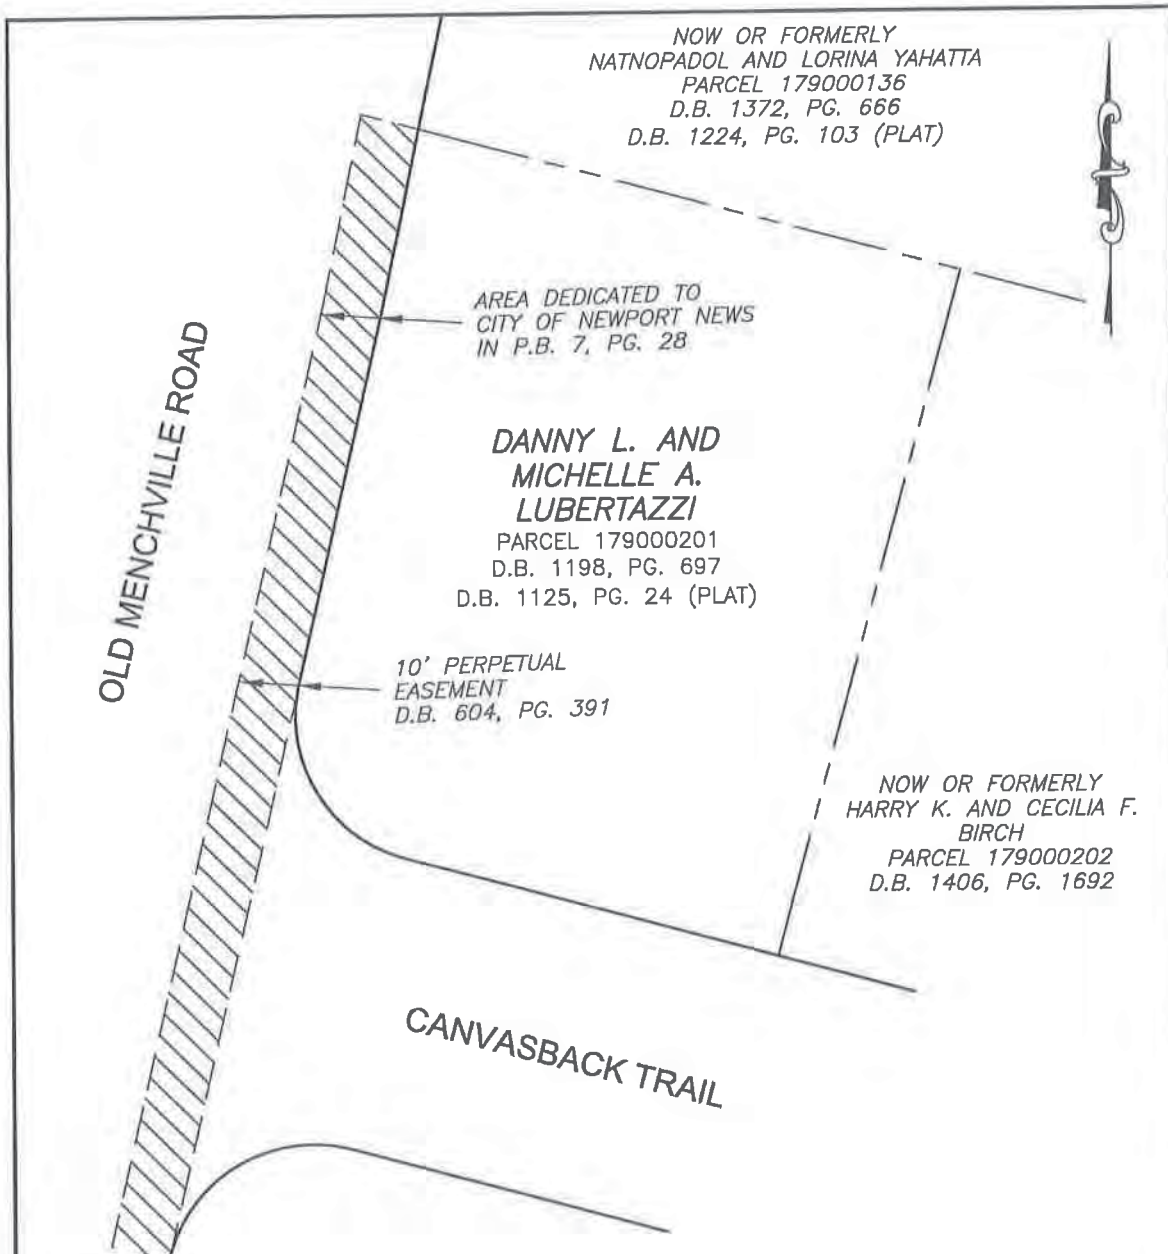 NOW OR FORMERLY
NATNOPADOL AND LORINA YAHATTA
PARCEL 179000136
D.B. 1372, PG. 666
D.B. 1224, PG. 103 (PLAT)
AREA DEDICATED TO
CITY OF NEWPORT NEWS
IN P.B. 7, PG. 28
OLD MENCHVILLE ROAD
DANNY L. AND
MICHELLE A.
LUBERTAZZI
PARCEL 179000201
D.B. 1198, PG. 697
D.B. 1125, PG. 24 (PLAT)
10' PERPETUAL
EASEMENT
D.B. 604, PG. 391
NOW OR FORMERLY
HARRY K. AND CECILIA F.
BIRCH
PARCEL 179000202
D.B. 1406, PG. 1692
CANVASBACK TRAIL